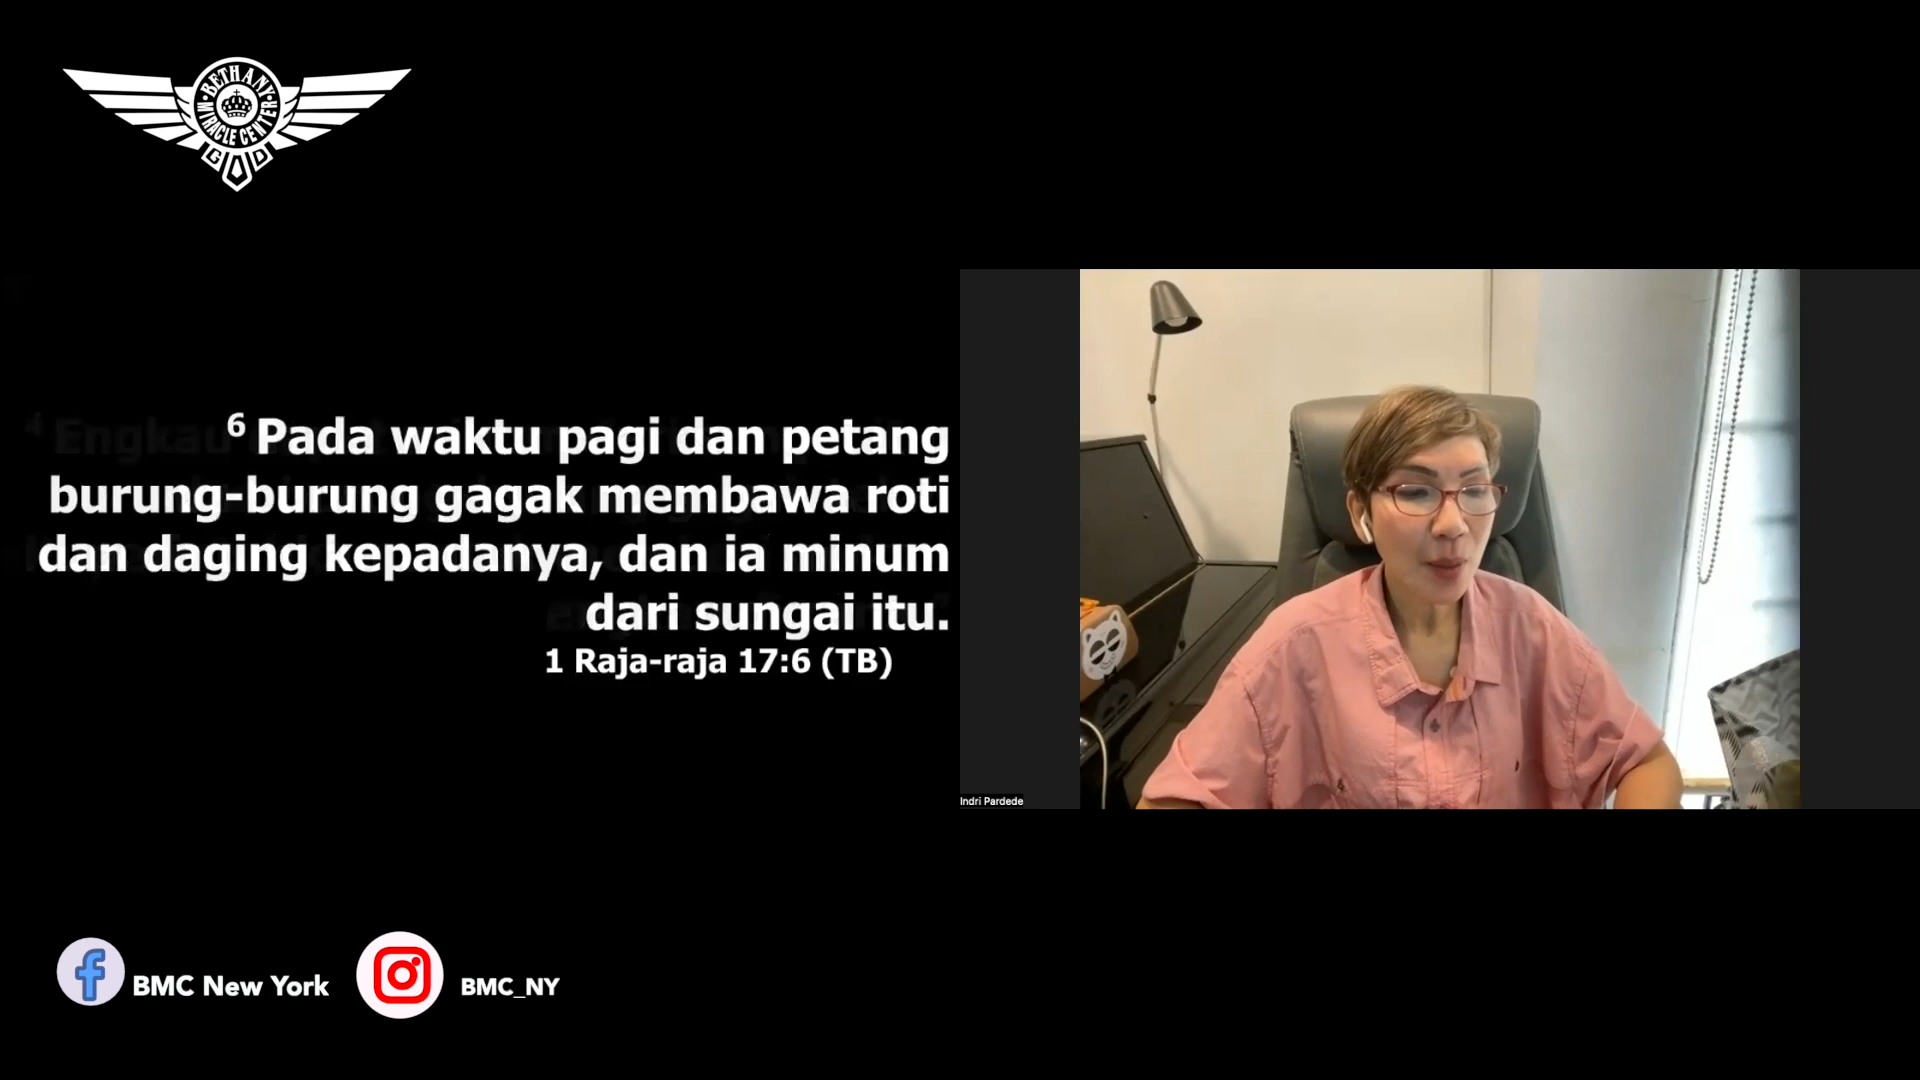 BETHANY
MIRACLE CENTER
GAD
6 Pada waktu pagi dan petang
burung-burung gagak membawa roti
dan daging kepadanya, dan ia minum
dari sungai itu.
1 Raja-raja 17:6 (TB)
Indri Pardede
BMC New York
BMC_NY